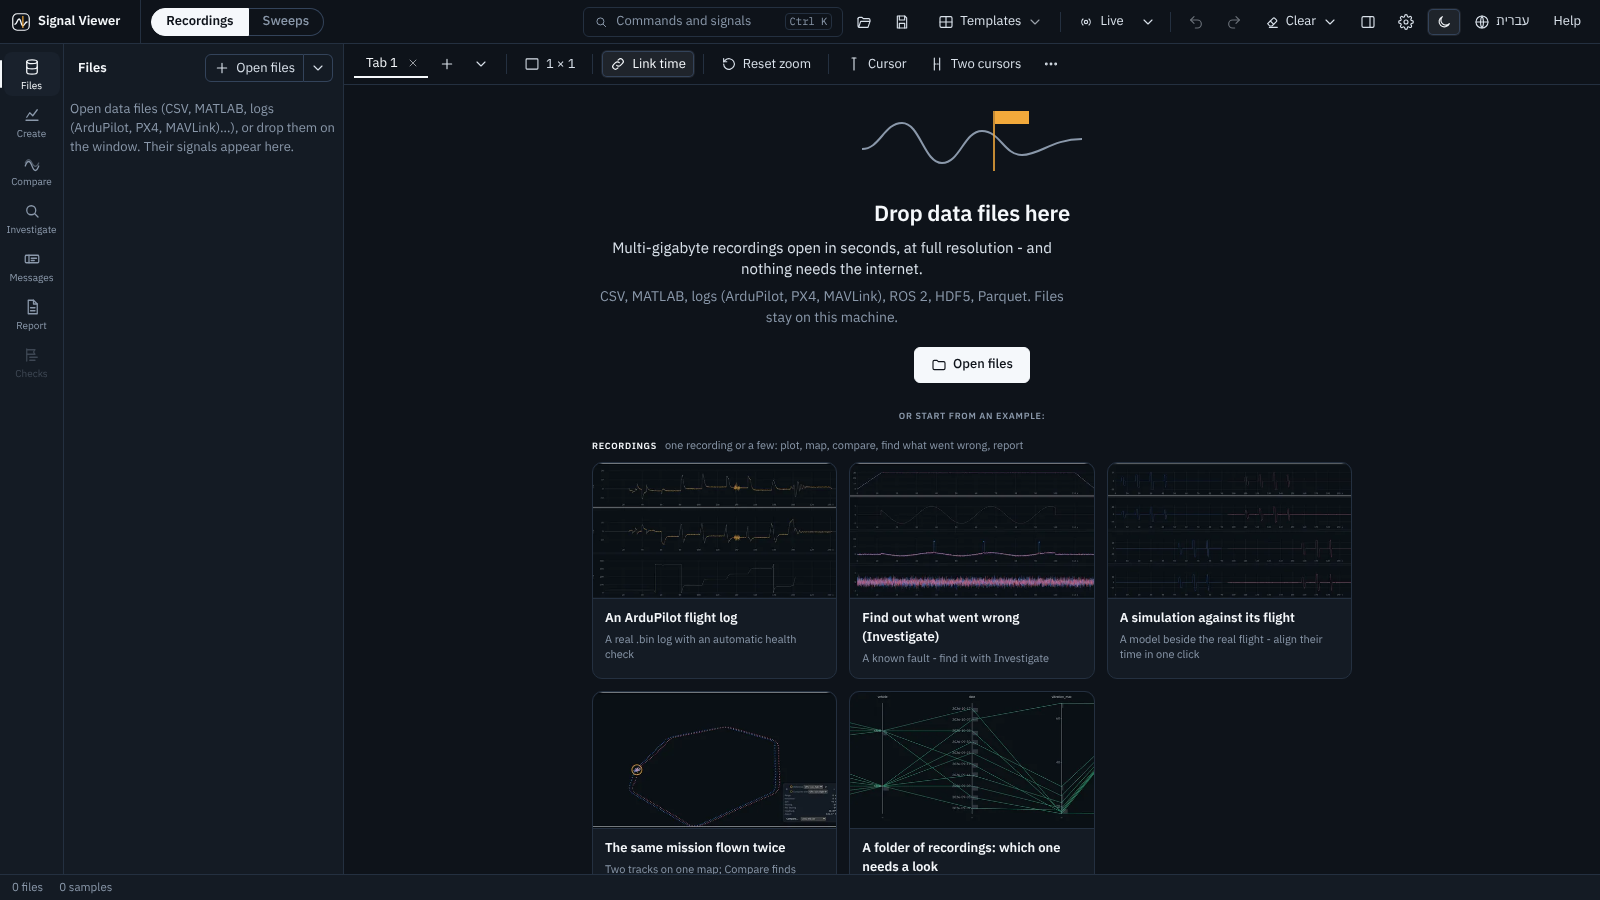 Signal Viewer
Recordings
Sweeps
Commands and signals
Ctrl K
Templates
Live
Clear
עברית
Help
Files
Create
Compare
Investigate
Messages
Report
Checks
Files
Open files
Open data files (CSV, MATLAB, logs
(ArduPilot, PX4, MAVLink)...), or drop them on
the window. Their signals appear here.
Tab 1
1 × 1
Link time
Reset zoom
Cursor
Two cursors
Drop data files here
Multi-gigabyte recordings open in seconds, at full resolution - and
nothing needs the internet.
CSV, MATLAB, logs (ArduPilot, PX4, MAVLink), ROS 2, HDF5, Parquet. Files
stay on this machine.
Open files
OR START FROM AN EXAMPLE:
RECORDINGS one recording or a few: plot, map, compare, find what went wrong, report
An ArduPilot flight log
A real .bin log with an automatic health
check
Find out what went wrong
(Investigate)
A known fault - find it with Investigate
A simulation against its flight
A model beside the real flight - align their
time in one click
The same mission flown twice
Two tracks on one map; Compare finds
A folder of recordings: which one
needs a look
0 files
0 samples